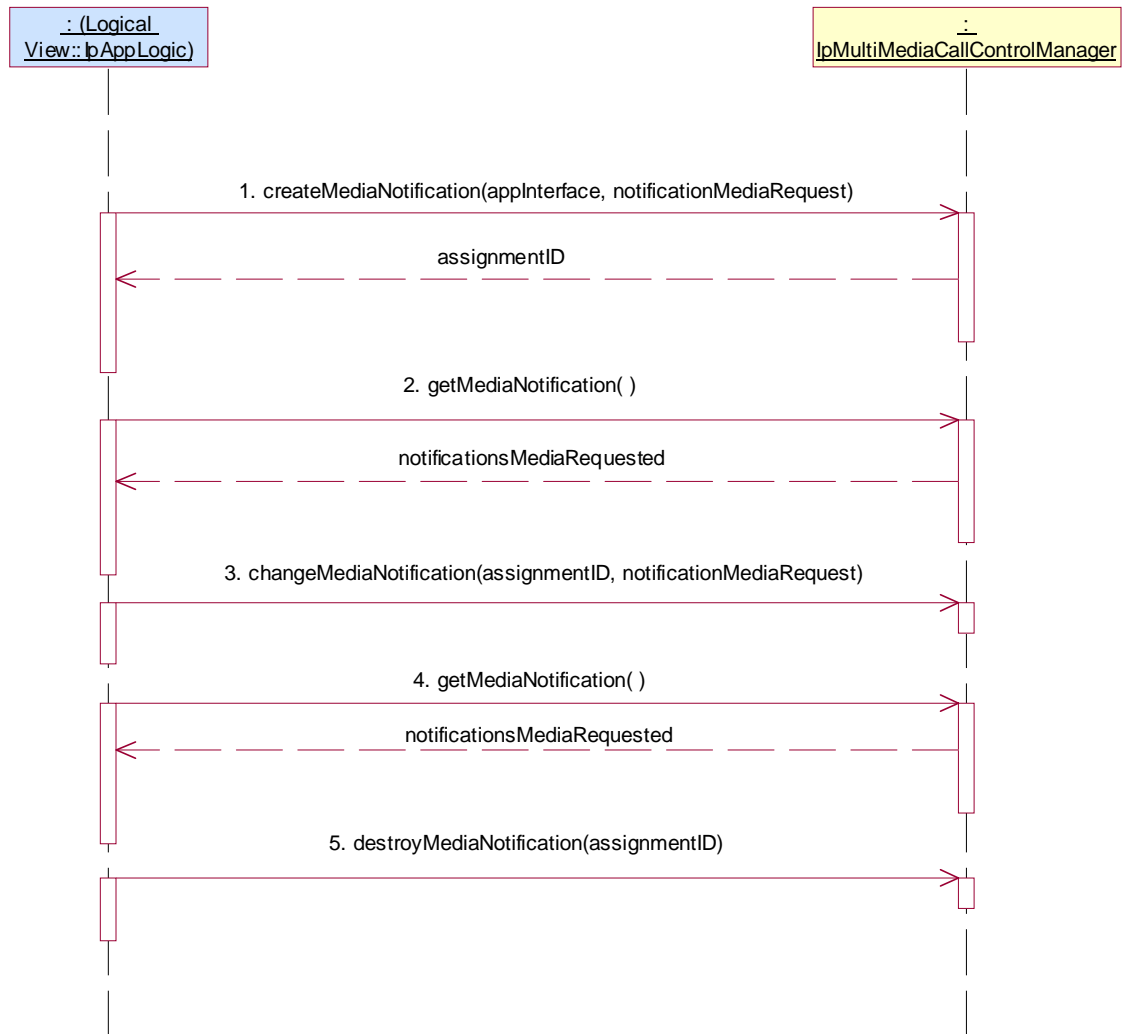 : (Logical
View::IpAppLogic)
:
IpMultiMediaCallControlManager
1. createMediaNotification(appInterface, notificationMediaRequest)
assignmentID
2. getMediaNotification( )
notificationsMediaRequested
3. changeMediaNotification(assignmentID, notificationMediaRequest)
4. getMediaNotification( )
notificationsMediaRequested
5. destroyMediaNotification(assignmentID)